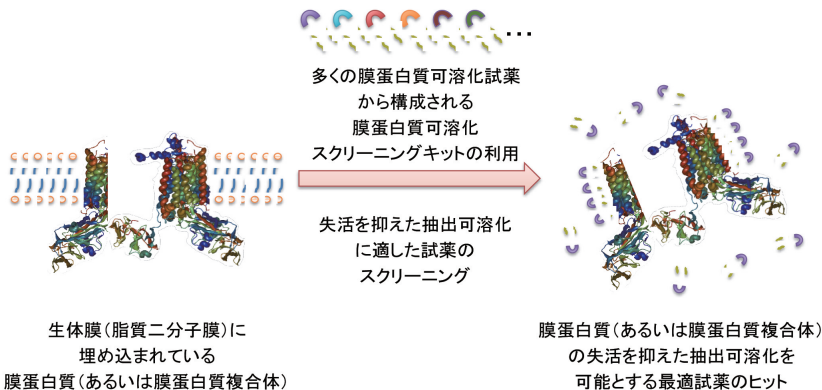 多くの膜蛋白質可溶化試薬
から構成される
膜蛋白質可溶化
スクリーニングキットの利用
失活を抑えた抽出可溶化
に適した試薬の
スクリーニング
生体膜(脂質二分子膜)に
埋め込まれている
膜蛋白質(あるいは膜蛋白質複合体)
膜蛋白質(あるいは膜蛋白質複合体)
の失活を抑えた抽出可溶化を
可能とする最適試薬のヒット